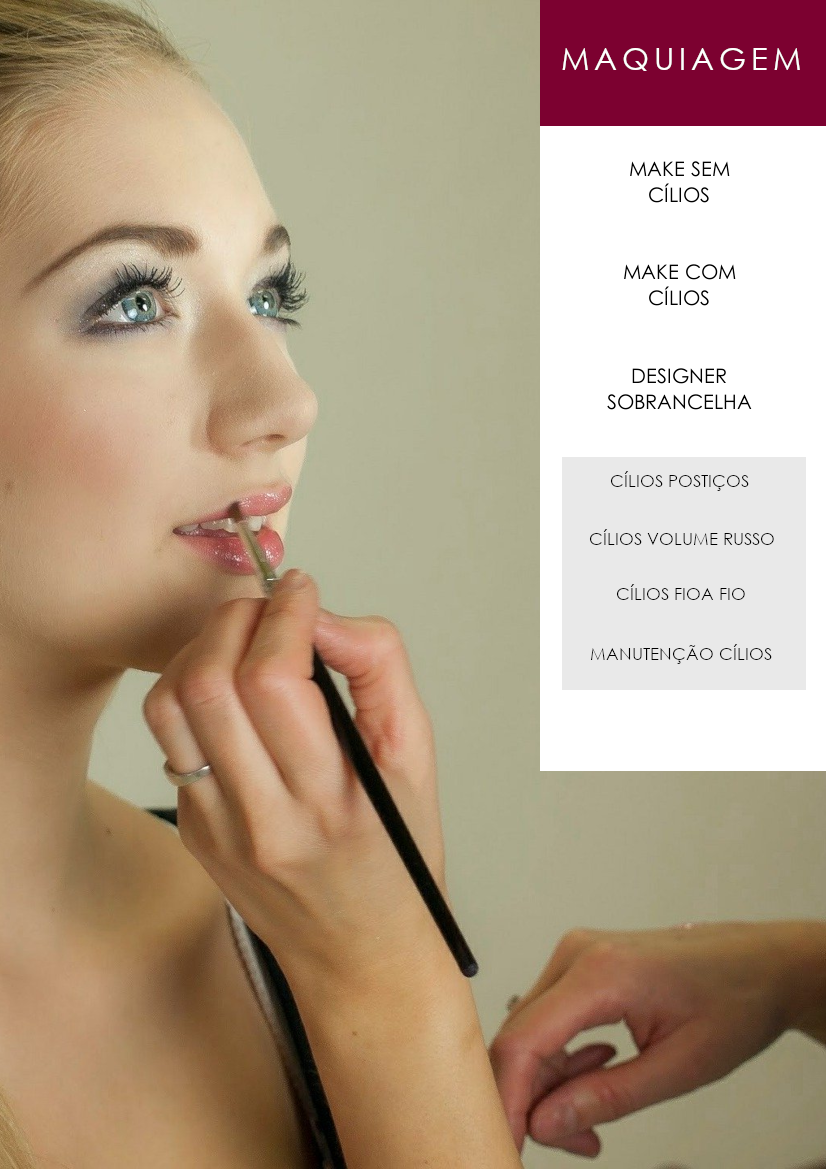 MAQUIAGEM
MAKE SEM
CÍLIOS
MAKE COM
CÍLIOS
DESIGNER
SOBRANCELHA
CÍLIOS POSTIÇOS
CÍLIOS VOLUME RUSSO
CÍLIOS FIOA FIO
MANUTENÇÃO CÍLIOS